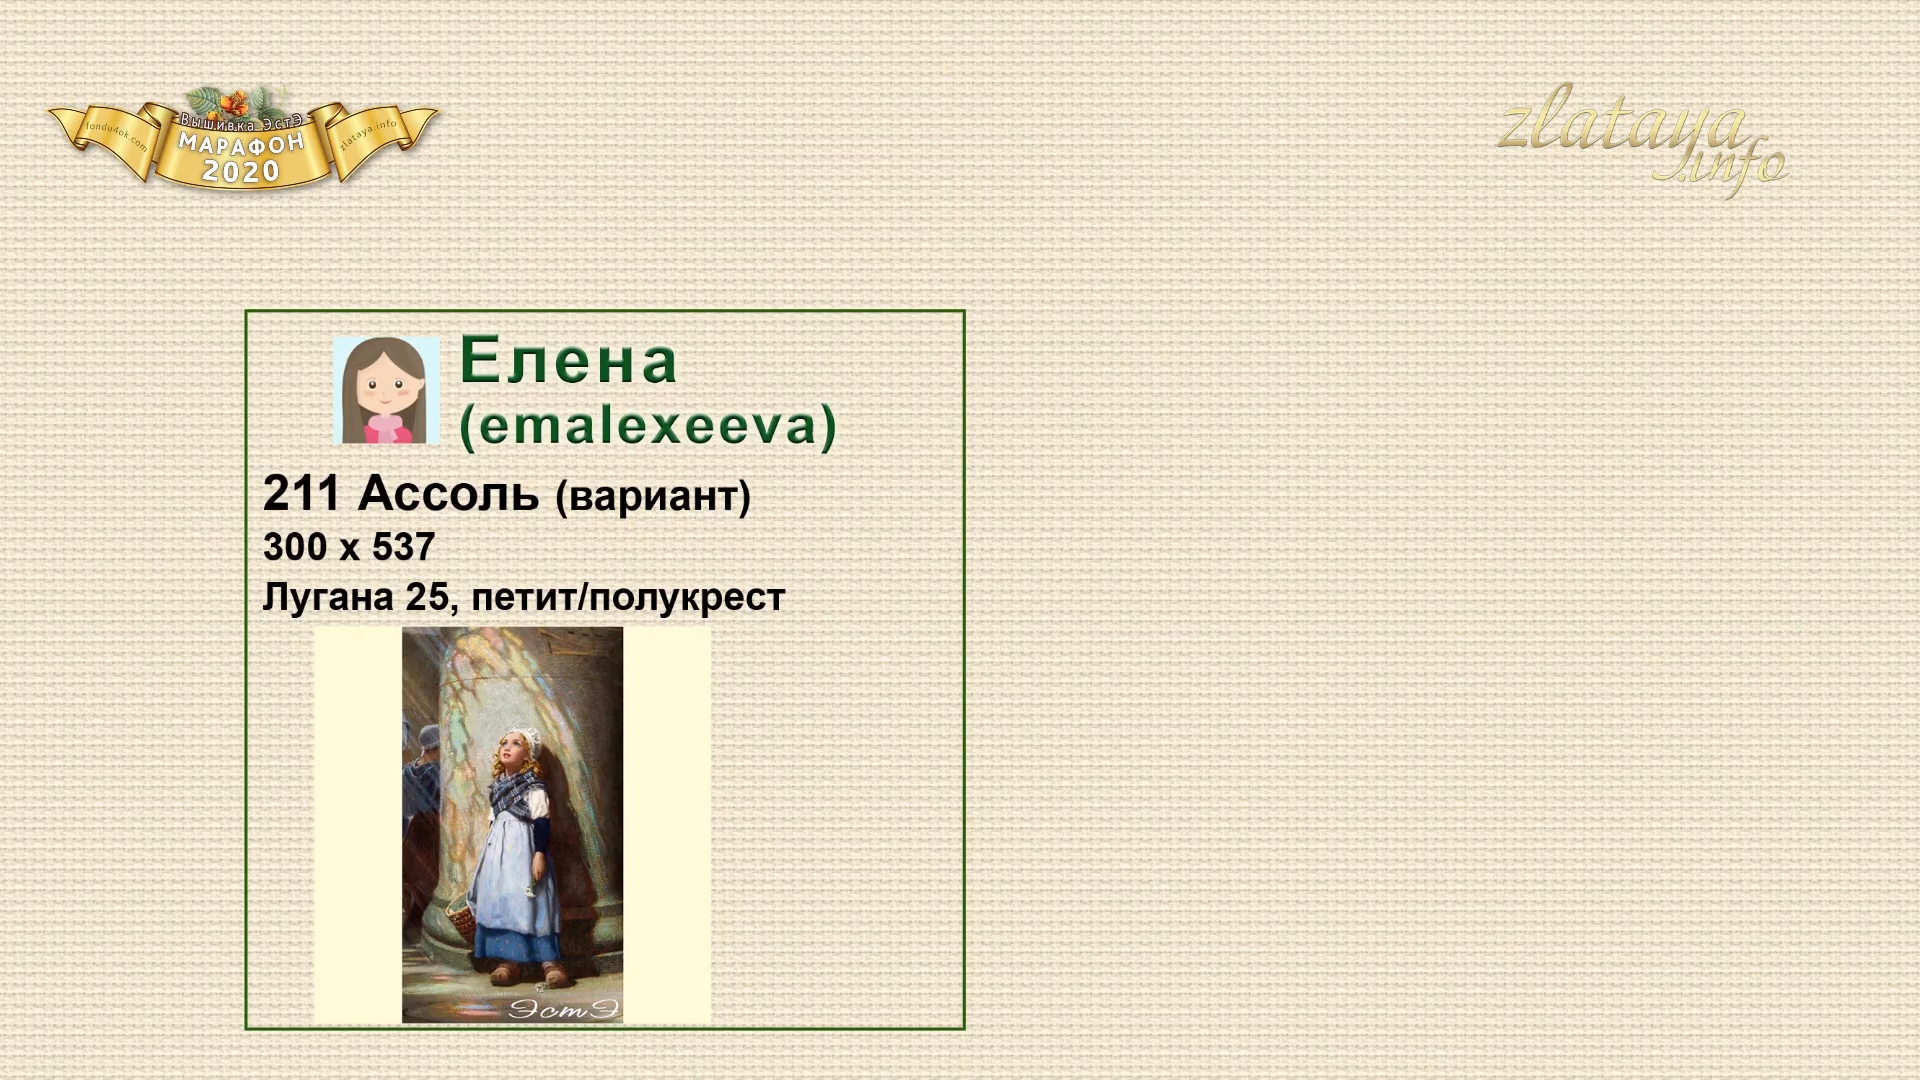 fondu4ok.com
Вышивка ЭстЭ
МАРАФОН
2020
zlataya.info
zlataya
.info
Елена
(emalexeeva)
211 Ассоль (вариант)
300 x 537
Лугана 25, петит/полукрест
ЭстЭ